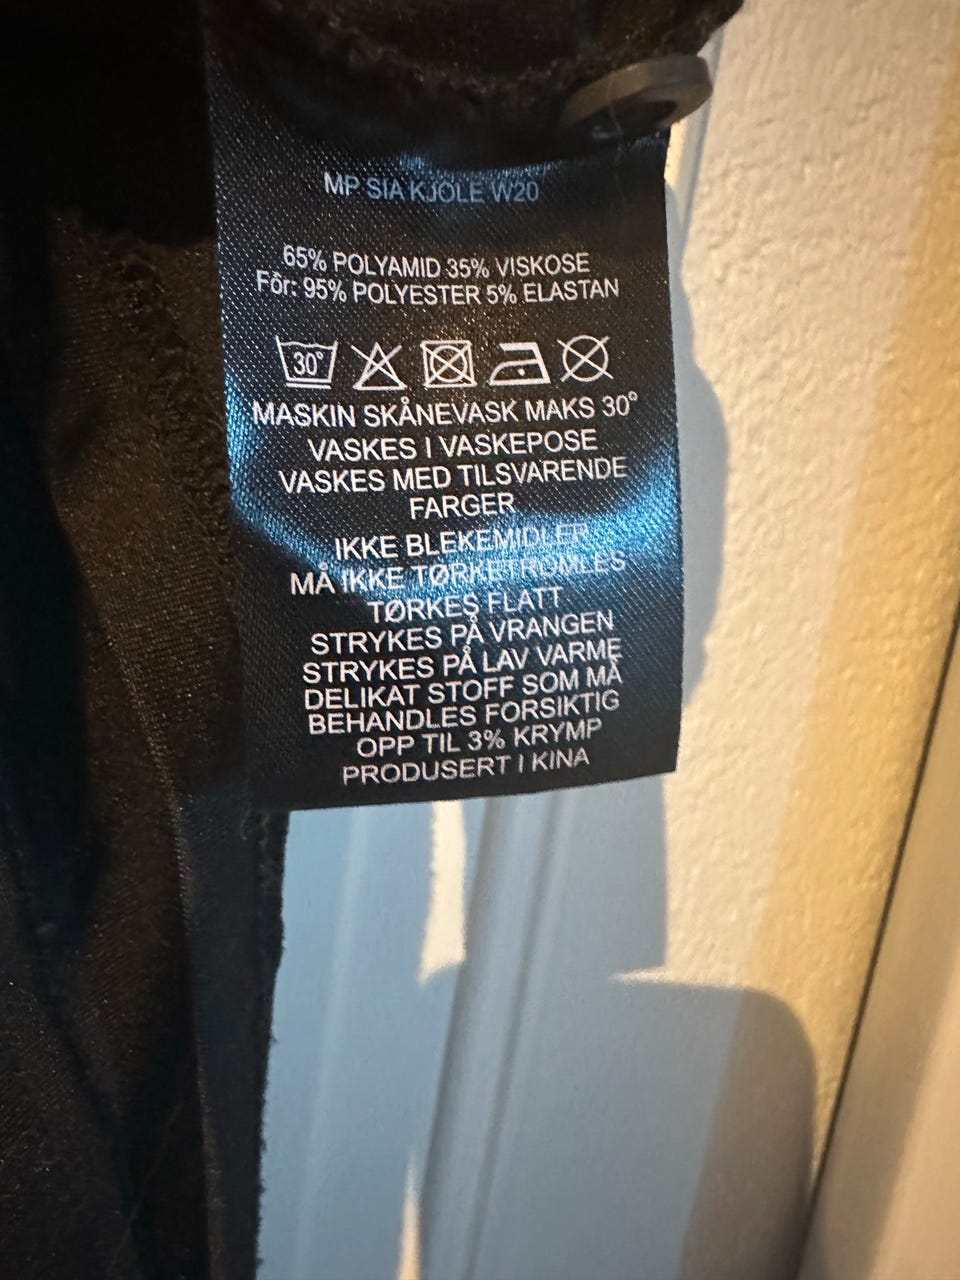 MP SIA KJOLE W20
65% POLYAMID 35% VISKOSE
Fôr: 95% POLYESTER 5% ELASTAN
30°
MASKIN SKÅNEVASK MAKS 30°
VASKES I VASKEPOSE
VASKES MED TILSVARENDE
FARGER
IKKE BLEKEMIDLER
MÅ IKKE TØRKETROMLES
TØRKES FLATT
STRYKES PÅ VRANGEN
STRYKES PÅ LAV VARME
DELIKAT STOFF SOM MÅ
BEHANDLES FORSIKTIG
OPP TIL 3% KRYMP
PRODUSERT I KINA